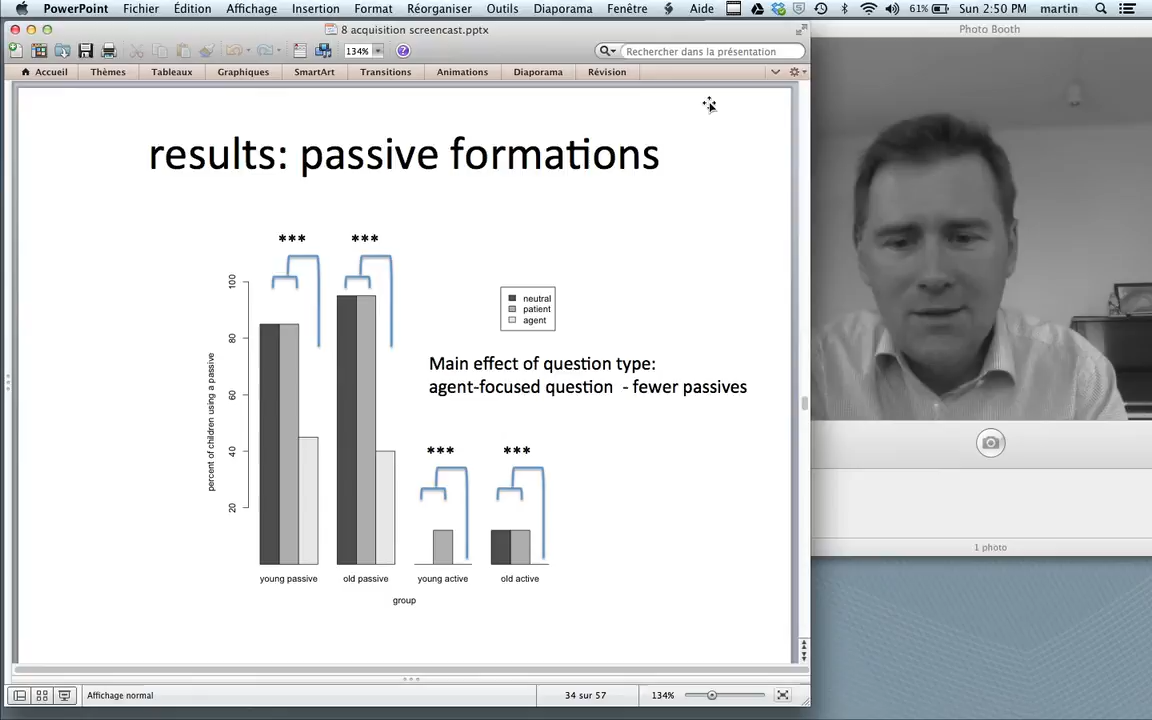 PowerPoint Fichier Édition Affichage Insertion Format Réorganiser Outils Diaporama Fenêtre Aide 61% Sun 2:50 PM martin
8 acquisition screencast.pptx
Photo Booth
134%
Rechercher dans la présentation
Accueil Thèmes Tableaux Graphiques SmartArt Transitions Animations Diaporama Révision
results: passive formations
*** ***
100
80
60
40
20
percent of children using a passive
neutral
patient
agent
Main effect of question type:
agent-focused question - fewer passives
*** ***
young passive old passive young active old active
group
1 photo
Affichage normal 34 sur 57 134%